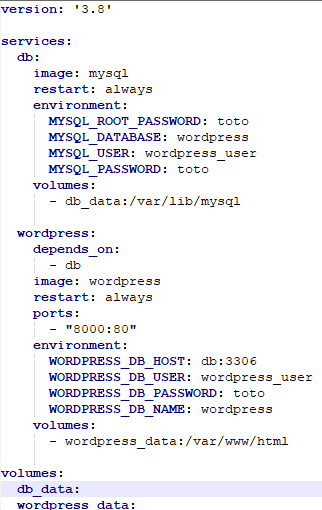 version: '3.8'
services:
db:
image: mysql
restart: always
environment:
MYSQL_ROOT_PASSWORD: toto
MYSQL_DATABASE: wordpress
MYSQL_USER: wordpress_user
MYSQL_PASSWORD: toto
volumes:
- db_data:/var/lib/mysql
wordpress:
depends_on:
- db
image: wordpress
restart: always
ports:
- "8000:80"
environment:
WORDPRESS_DB_HOST: db:3306
WORDPRESS_DB_USER: wordpress_user
WORDPRESS_DB_PASSWORD: toto
WORDPRESS_DB_NAME: wordpress
volumes:
- wordpress_data:/var/www/html
volumes:
db_data:
wordpress_data: